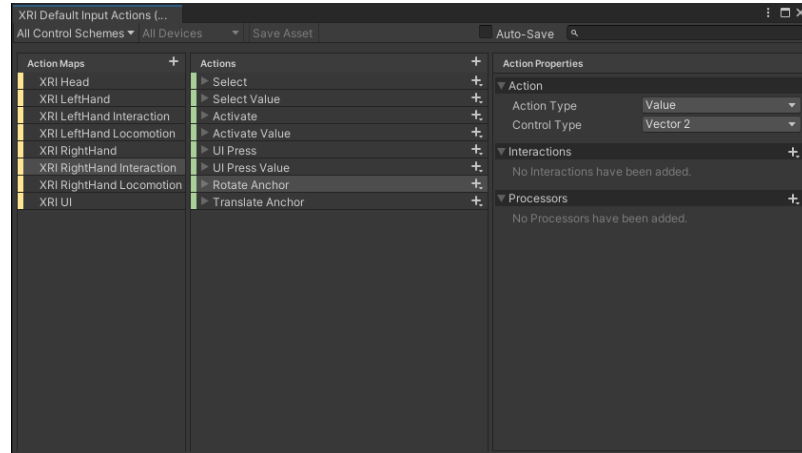 XRI Default Input Actions (...
All Control Schemes All Devices Save Asset Auto-Save
Action Maps
XRI Head
XRI LeftHand
XRI LeftHand Interaction
XRI LeftHand Locomotion
XRI RightHand
XRI RightHand Interaction
XRI RightHand Locomotion
XRI UI
Actions
Select
Select Value
Activate
Activate Value
UI Press
UI Press Value
Rotate Anchor
Translate Anchor
Action Properties
Action
Action Type Value
Control Type Vector 2
Interactions
No Interactions have been added.
Processors
No Processors have been added.